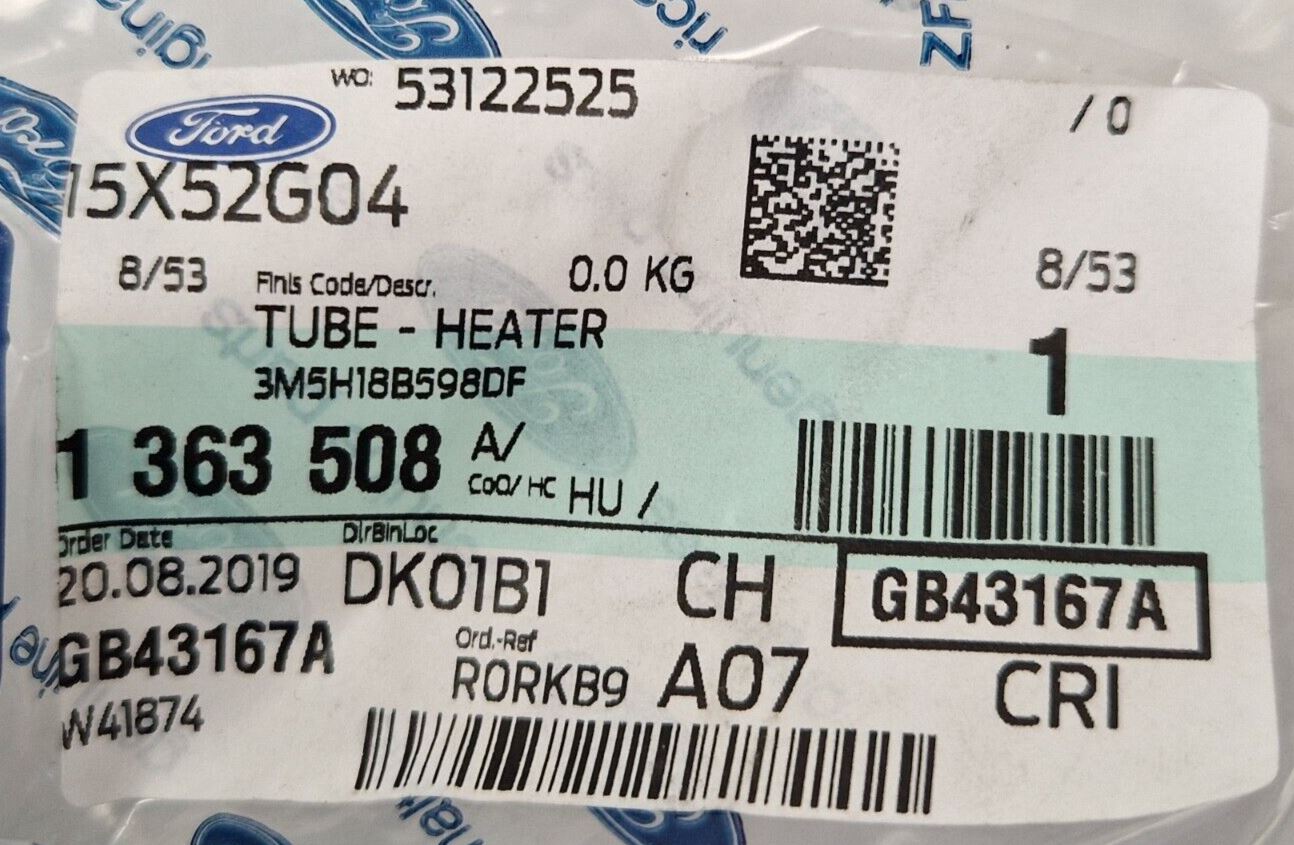 WO: 53122525
/ 0
Ford
15X52G04
8/53
Finis Code/Descr.
0.0 KG
8/53
TUBE - HEATER
1
3M5H18B598DF
1 363 508
A/
CoO/ HC HU /
Order Date
DlrBinLoc
20.08.2019
DK01B1
CH
GB43167A
GB43167A
Ord.-Ref
RORKB9
A07
CRI
W41874